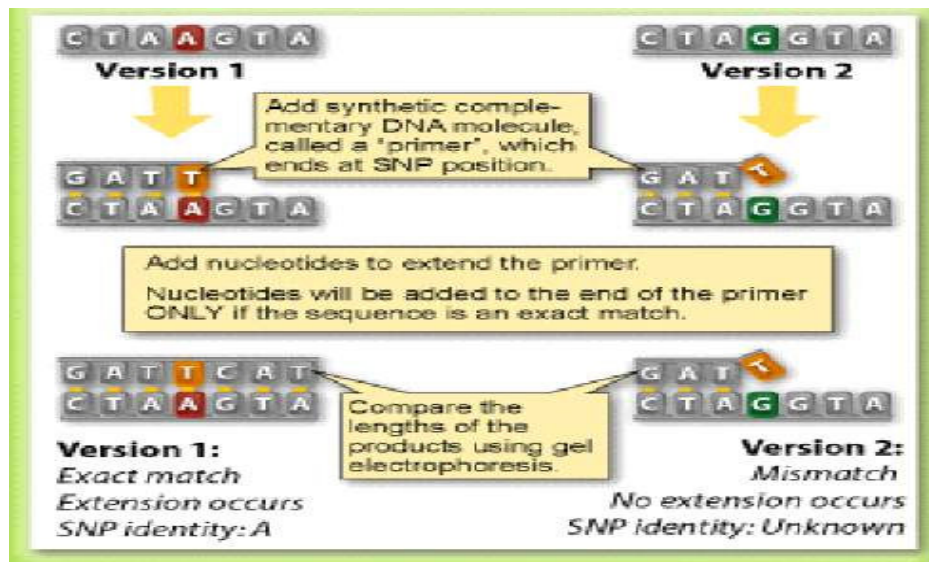 C T A A G T A
Version 1
C T A G G T A
Version 2
Add synthetic comple-
mentary DNA molecule,
called a "primer", which
ends at SNP position.
G A T T
C T A A G T A
G A T T
C T A G G T A
Add nucleotides to extend the primer.
Nucleotides will be added to the end of the primer
ONLY if the sequence is an exact match.
G A T T C A T
C T A A G T A
G A T T
C T A G G T A
Compare the
lengths of the
products using gel
electrophoresis.
Version 1:
Exact match
Extension occurs
SNP identity: A
Version 2:
Mismatch
No extension occurs
SNP identity: Unknown